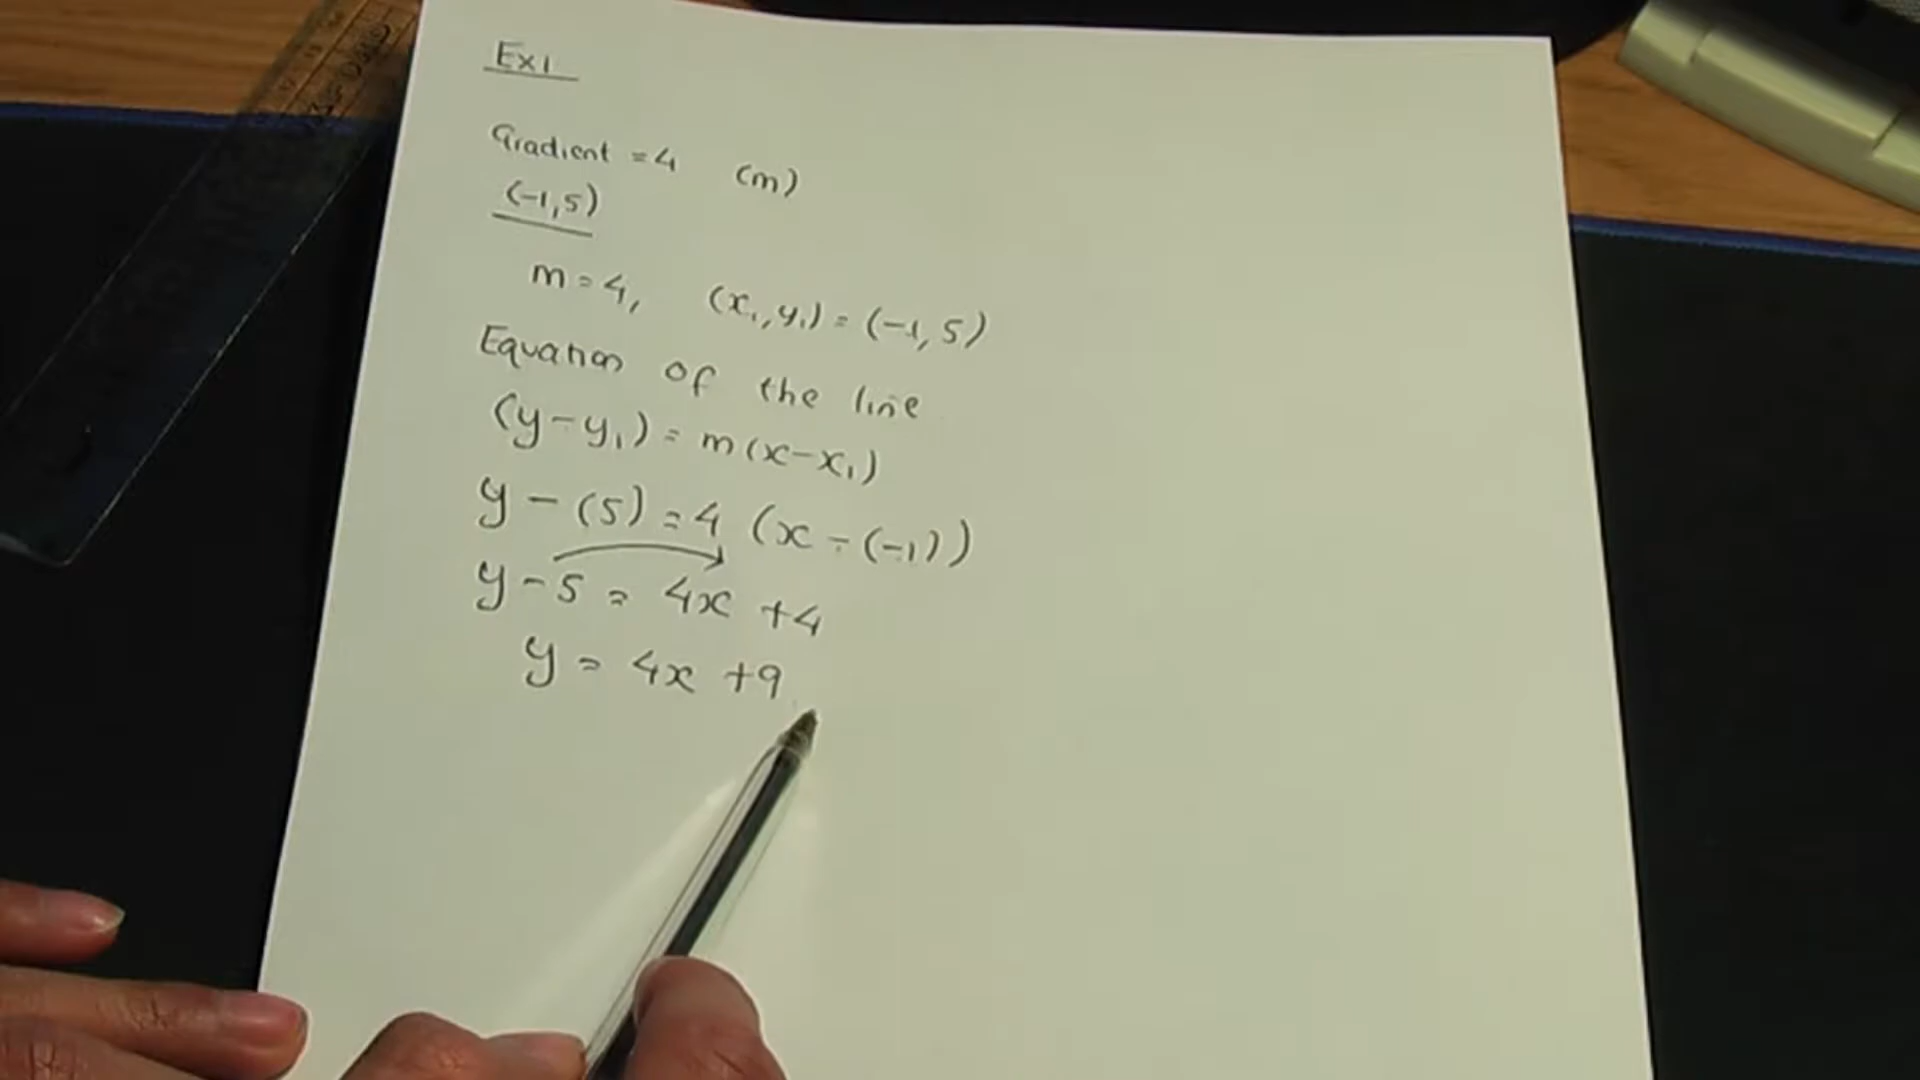 Ex1
Gradient = 4 (m)
(-1,5)
m = 4, (x₁, y₁) = (-1, 5)
Equation of the line
(y-y₁) = m(x-x₁)
y - (5) = 4 (x - (-1))
y - 5 = 4x + 4
y = 4x + 9